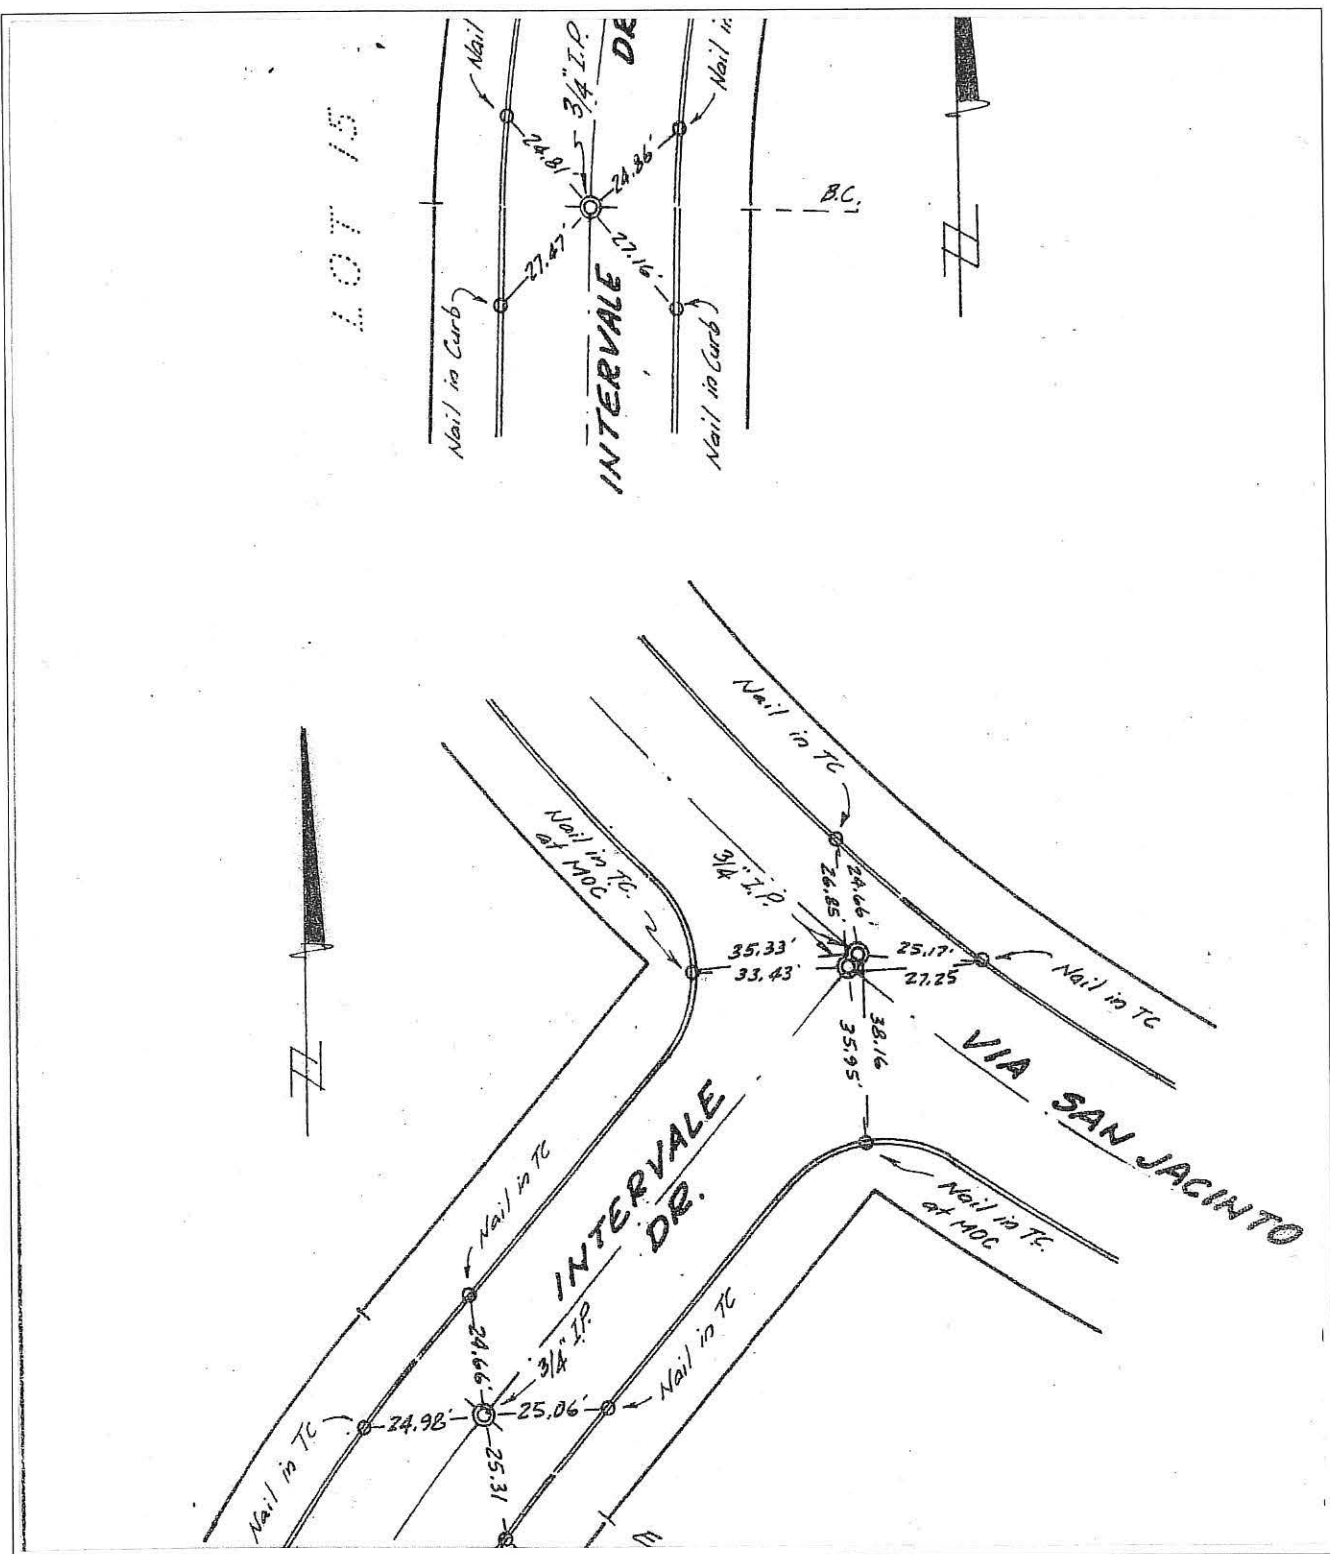 Nail
3/4" I.P.
DR
Nail in
LOT 15
24.81'
24.86'
B.C.
27.47'
27.16'
N
Nail in Curb
INTERVALE
Nail in Curb
Nail in TC
Nail in T.C.
at MOC
3/4" I.P.
26.85'
24.66'
35.33'
33.43'
25.17'
27.25
Nail in TC
38.16
35.95'
N
VIA SAN JACINTO
Nail in TC
INTERVALE
DR.
Nail in T.C.
at MOC
24.66'
3/4" I.P.
Nail in TC
24.98'
25.06'
Nail in TC
25.31